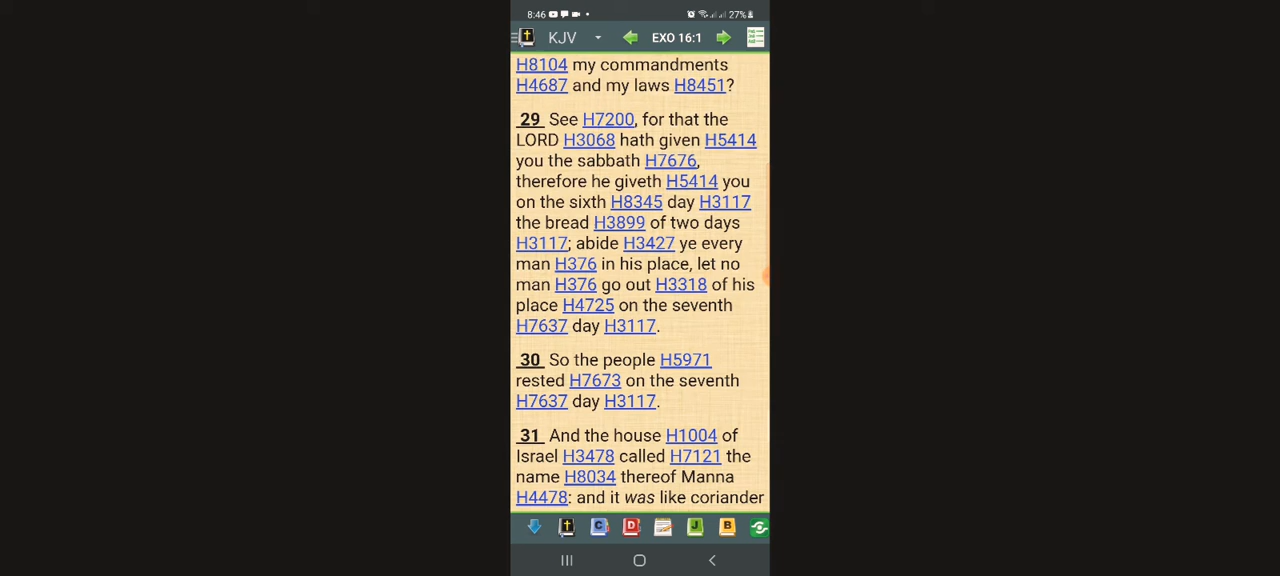 8:46 27%
KJV EXO 16:1
H8104 my commandments
H4687 and my laws H8451?
29 See H7200, for that the
LORD H3068 hath given H5414
you the sabbath H7676,
therefore he giveth H5414 you
on the sixth H8345 day H3117
the bread H3899 of two days
H3117; abide H3427 ye every
man H376 in his place, let no
man H376 go out H3318 of his
place H4725 on the seventh
H7637 day H3117.
30 So the people H5971
rested H7673 on the seventh
H7637 day H3117.
31 And the house H1004 of
Israel H3478 called H7121 the
name H8034 thereof Manna
H4478: and it was like coriander
C D J B